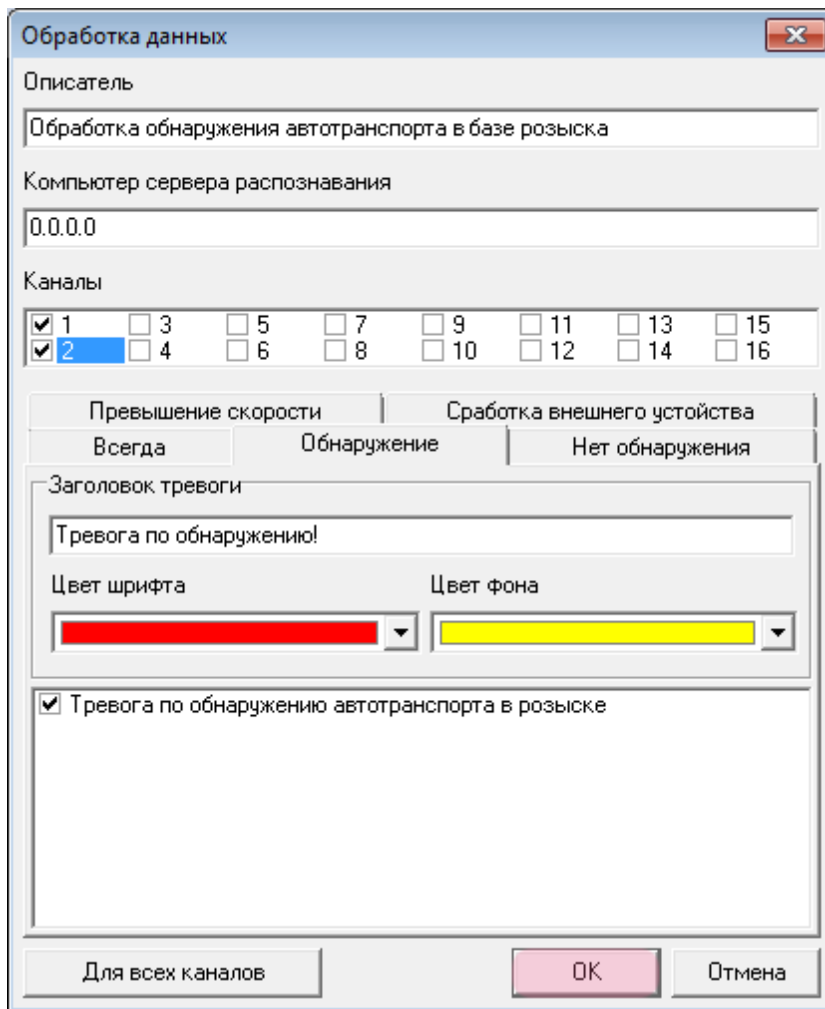 Обработка данных
Описатель
Обработка обнаружения автотранспорта в базе розыска
Компьютер сервера распознавания
0.0.0.0
Каналы
1 3 5 7 9 11 13 15
2 4 6 8 10 12 14 16
Превышение скорости Сработка внешнего устойства
Всегда Обнаружение Нет обнаружения
Заголовок тревоги
Тревога по обнаружению!
Цвет шрифта Цвет фона
Тревога по обнаружению автотранспорта в розыске
Для всех каналов OK Отмена